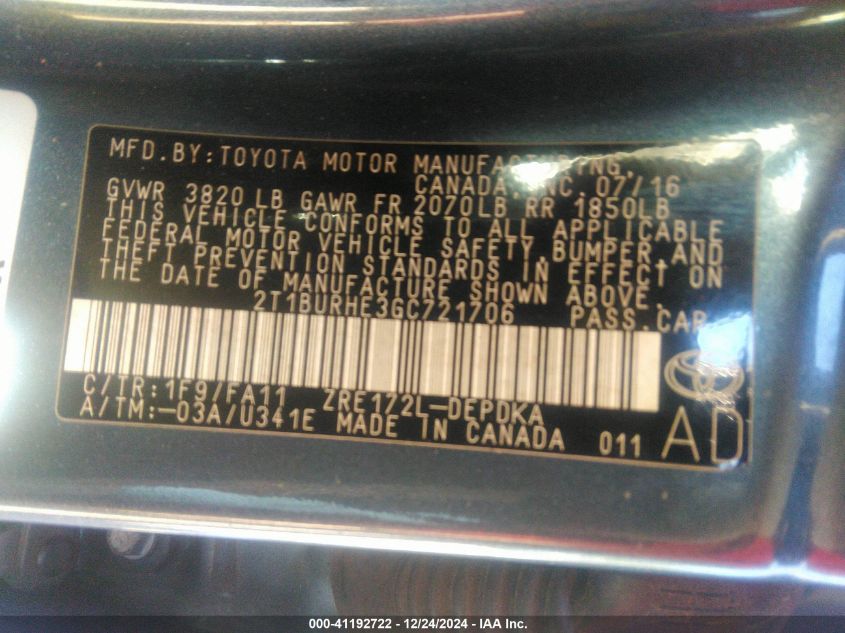 MFD.BY:TOYOTA MOTOR MANUFACTURING,
CANADA, INC. 07/16
GVWR 3820 LB GAWR FR 2070LB RR 1850LB
THIS VEHICLE CONFORMS TO ALL APPLICABLE
FEDERAL MOTOR VEHICLE SAFETY,BUMPER,AND
THEFT PREVENTION STANDARDS IN EFFECT ON
THE DATE OF MANUFACTURE SHOWN ABOVE.
2T1BURHE3GC721706 PASS.CAR
C/TR:1F9/FA11 ZRE172L-DEPDKA
A/TM:-03A/U341E MADE IN CANADA 011 AD
000-41192722 - 12/24/2024 - IAA Inc.